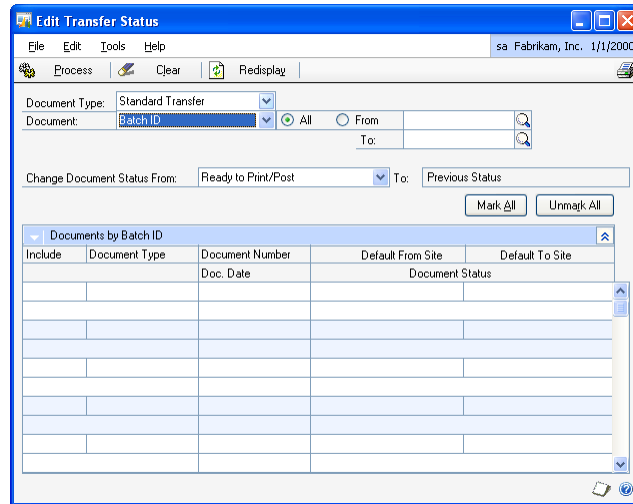 Edit Transfer Status
File Edit Tools Help sa Fabrikam, Inc. 1/1/2000
Process Clear Redisplay
Document Type: Standard Transfer
Document: Batch ID All From
To:
Change Document Status From: Ready to Print/Post To: Previous Status
Mark All Unmark All
Documents by Batch ID
Include Document Type Document Number Default From Site Default To Site
Doc. Date Document Status